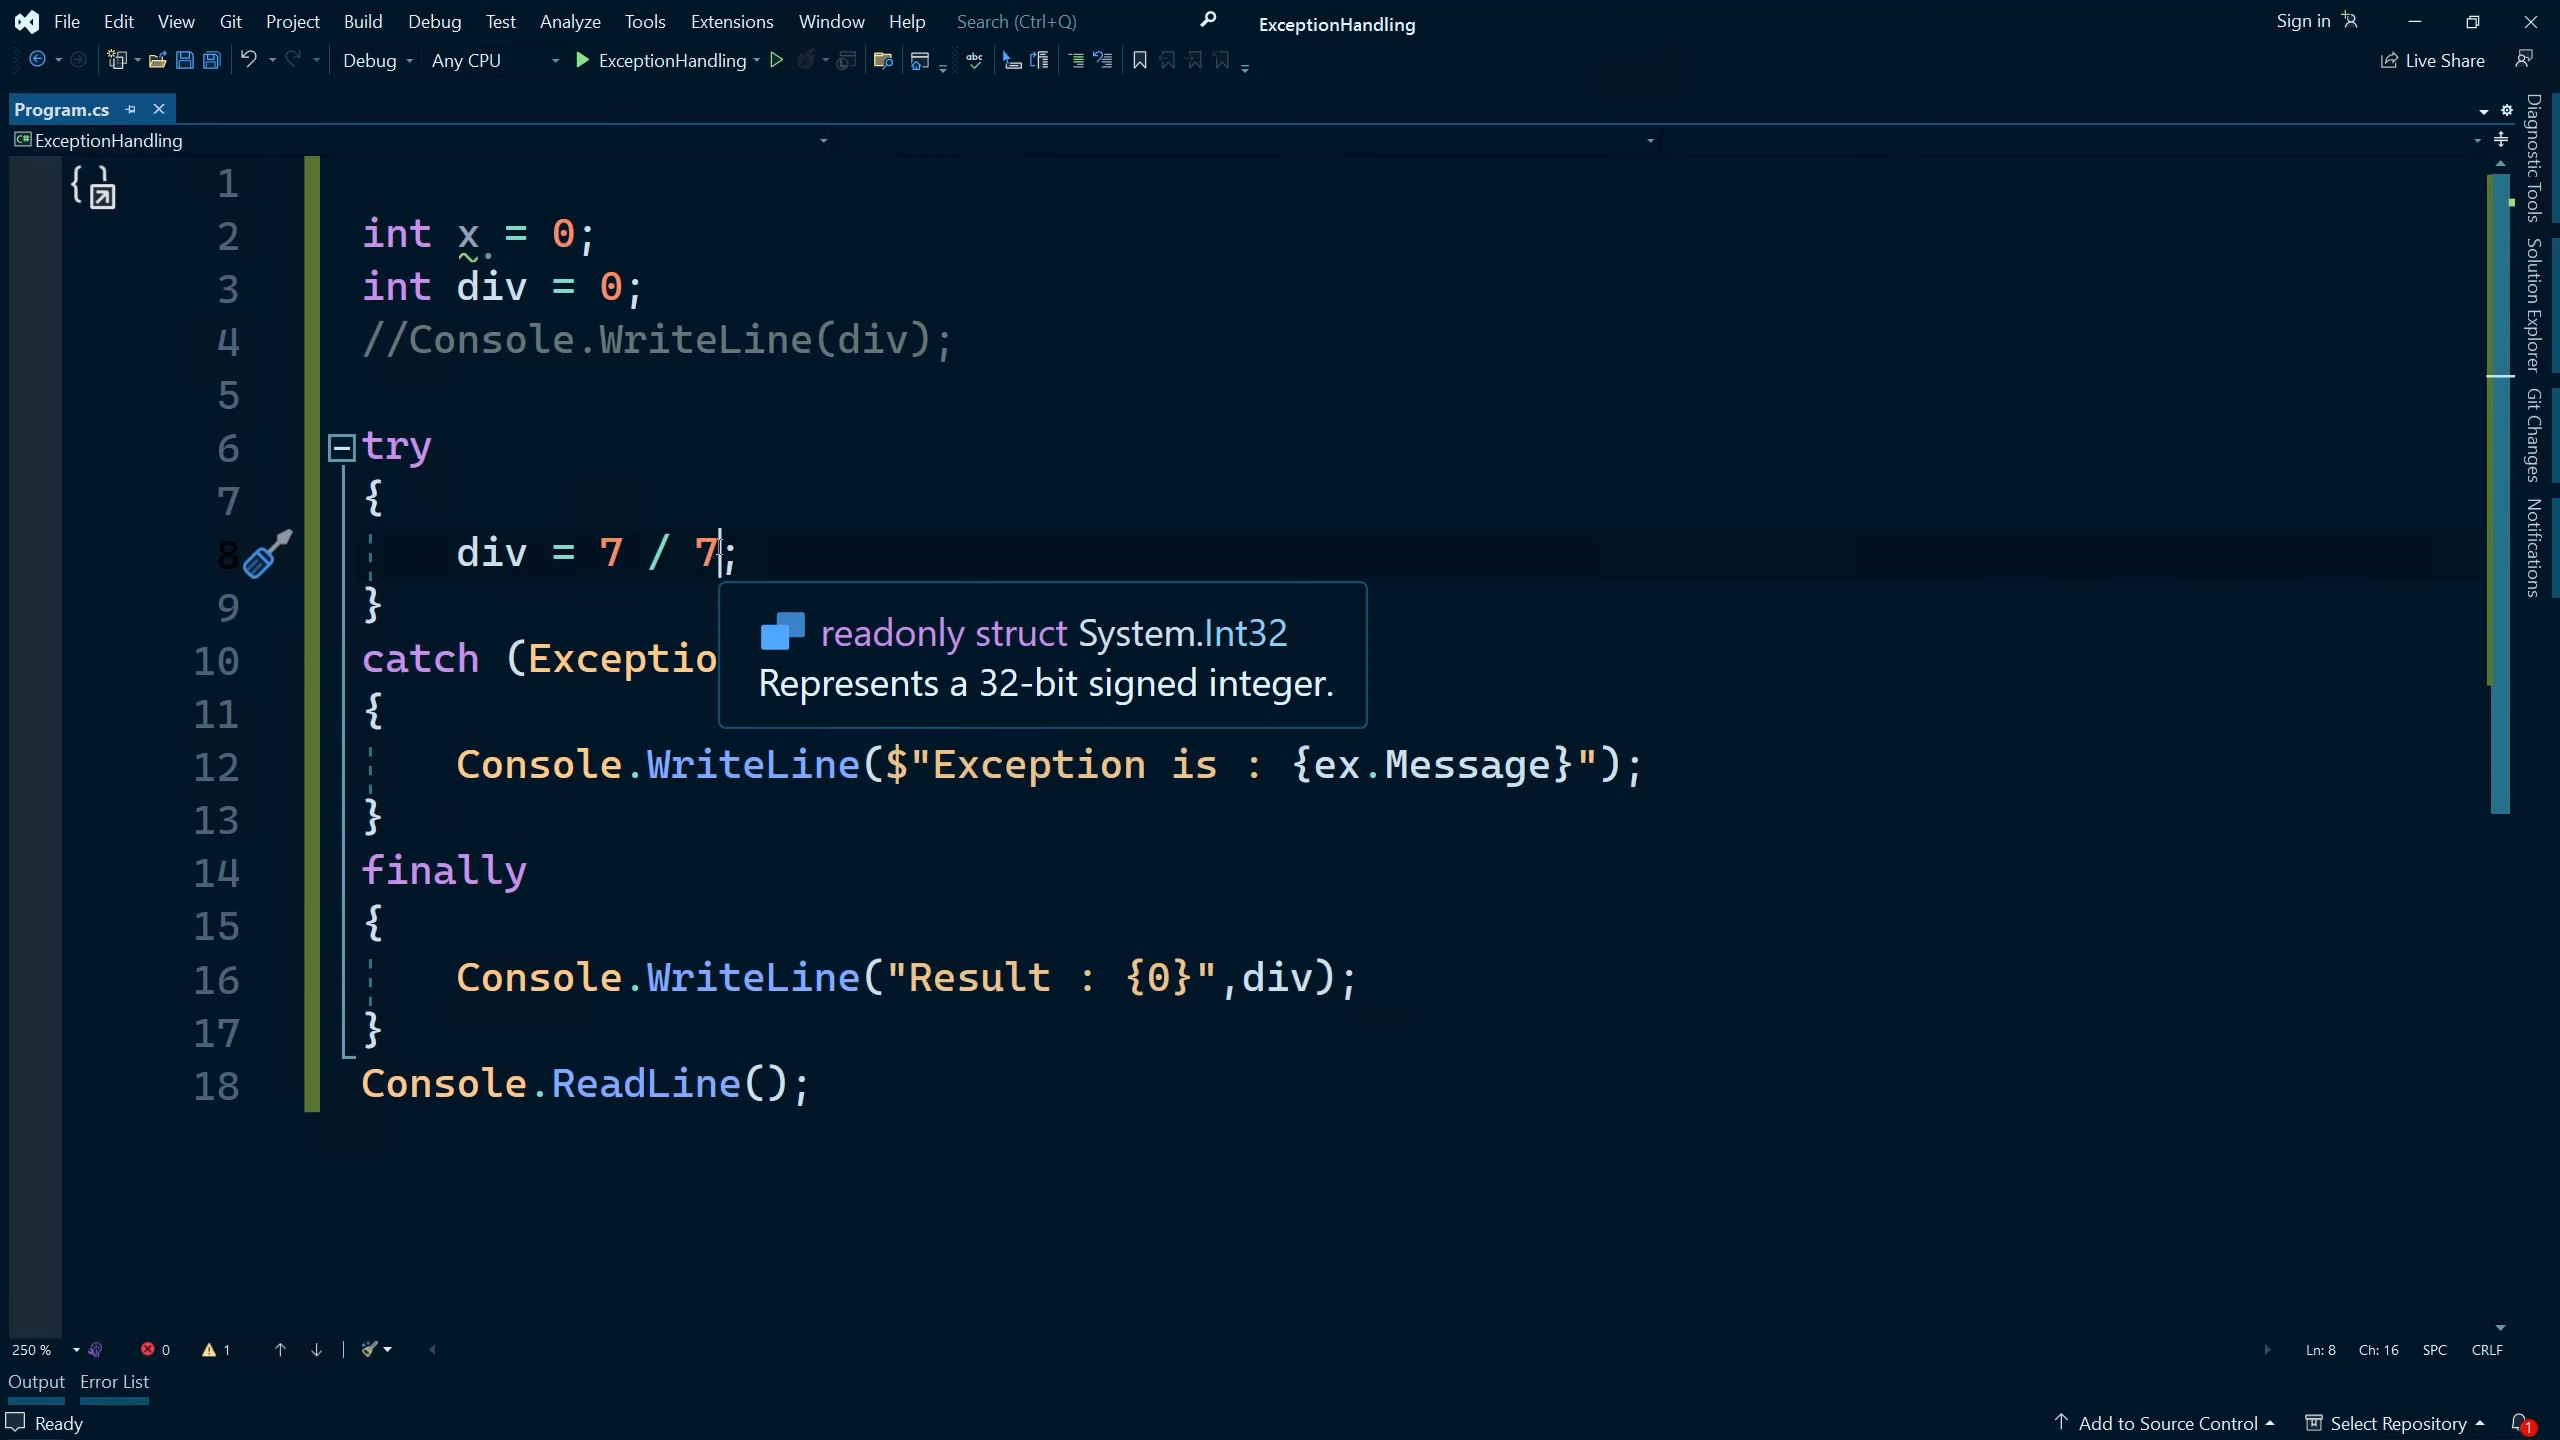 File Edit View Git Project Build Debug Test Analyze Tools Extensions Window Help Search (Ctrl+Q) ExceptionHandling Sign in
Debug Any CPU ExceptionHandling Live Share
Program.cs
C# ExceptionHandling
1
2 int x = 0;
3 int div = 0;
4 //Console.WriteLine(div);
5
6 try
7 {
8 div = 7 / 7;
9 }
readonly struct System.Int32
10 catch (Exceptio
Represents a 32-bit signed integer.
11 {
12 Console.WriteLine($"Exception is : {ex.Message}");
13 }
14 finally
15 {
16 Console.WriteLine("Result : {0}",div);
17 }
18 Console.ReadLine();
Diagnostic Tools
Solution Explorer
Git Changes
Notifications
250 % 0 1 Ln: 8 Ch: 16 SPC CRLF
Output Error List
Ready Add to Source Control Select Repository 1